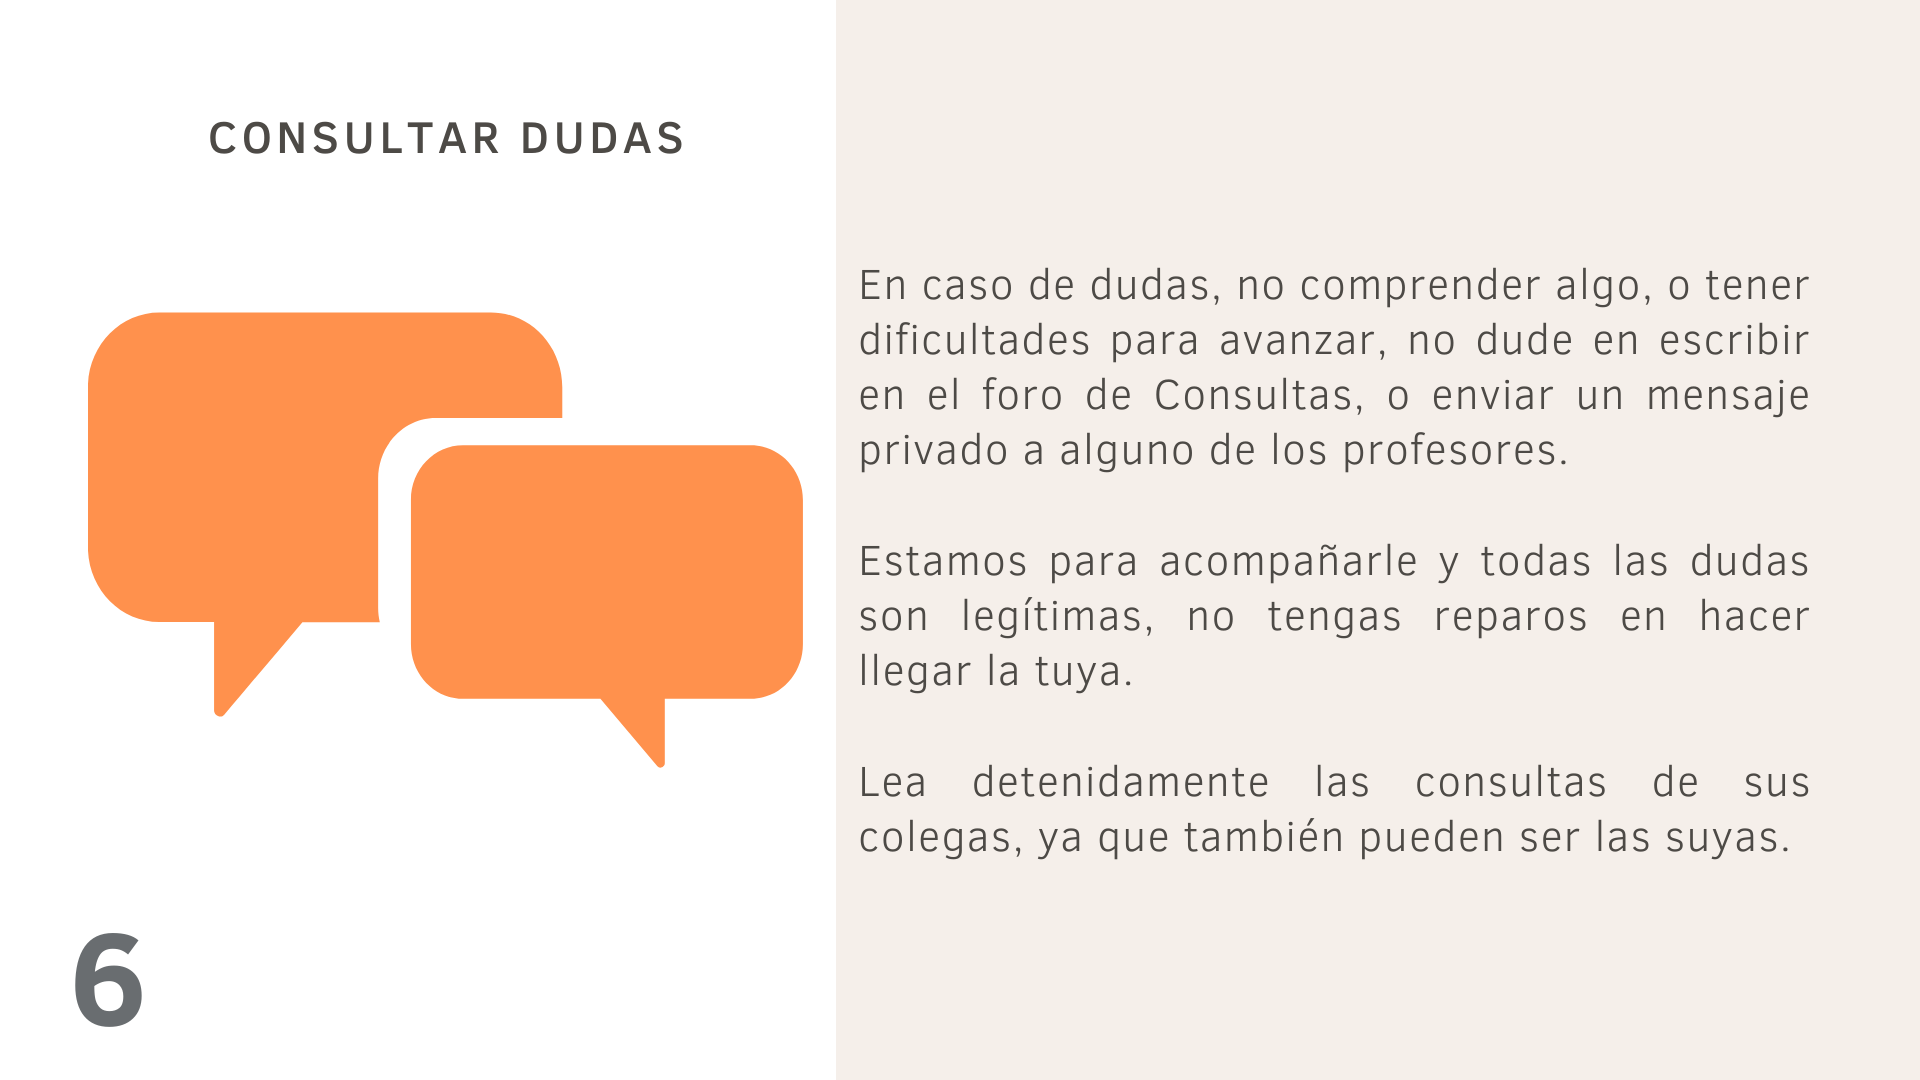 CONSULTAR DUDAS
En caso de dudas, no comprender algo, o tener
dificultades para avanzar, no dude en escribir
en el foro de Consultas, o enviar un mensaje
privado a alguno de los profesores.
Estamos para acompañarle y todas las dudas
son legítimas, no tengas reparos en hacer
llegar la tuya.
Lea detenidamente las consultas de sus
colegas, ya que también pueden ser las suyas.
6